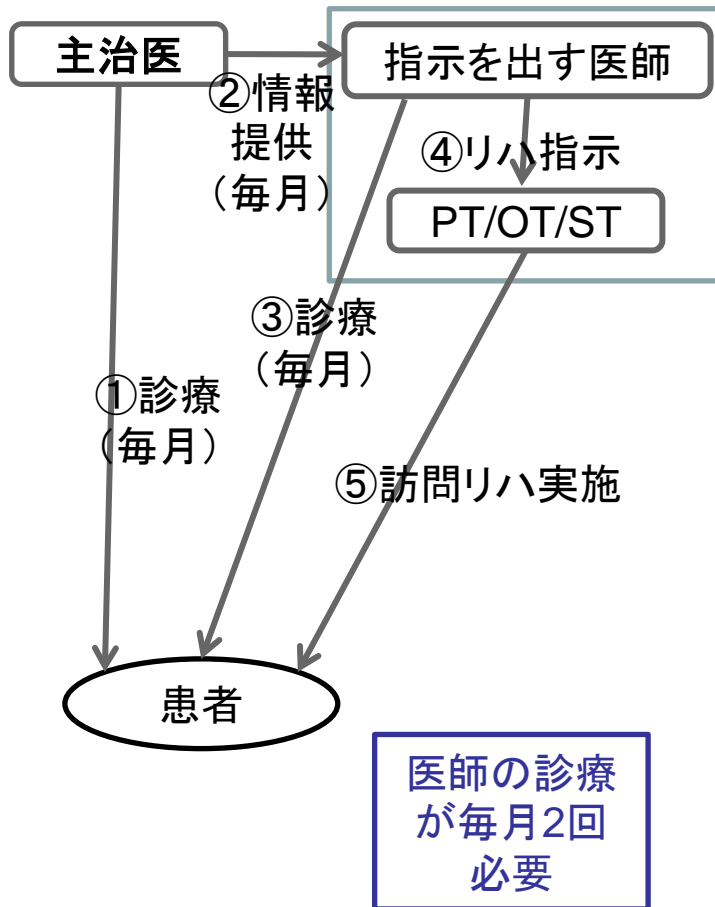 主治医
指示を出す医師
②情報
提供
（毎月）
④リハ指示
PT/OT/ST
③診療
（毎月）
①診療
（毎月）
⑤訪問リハ実施
患者
医師の診療
が毎月2回
必要